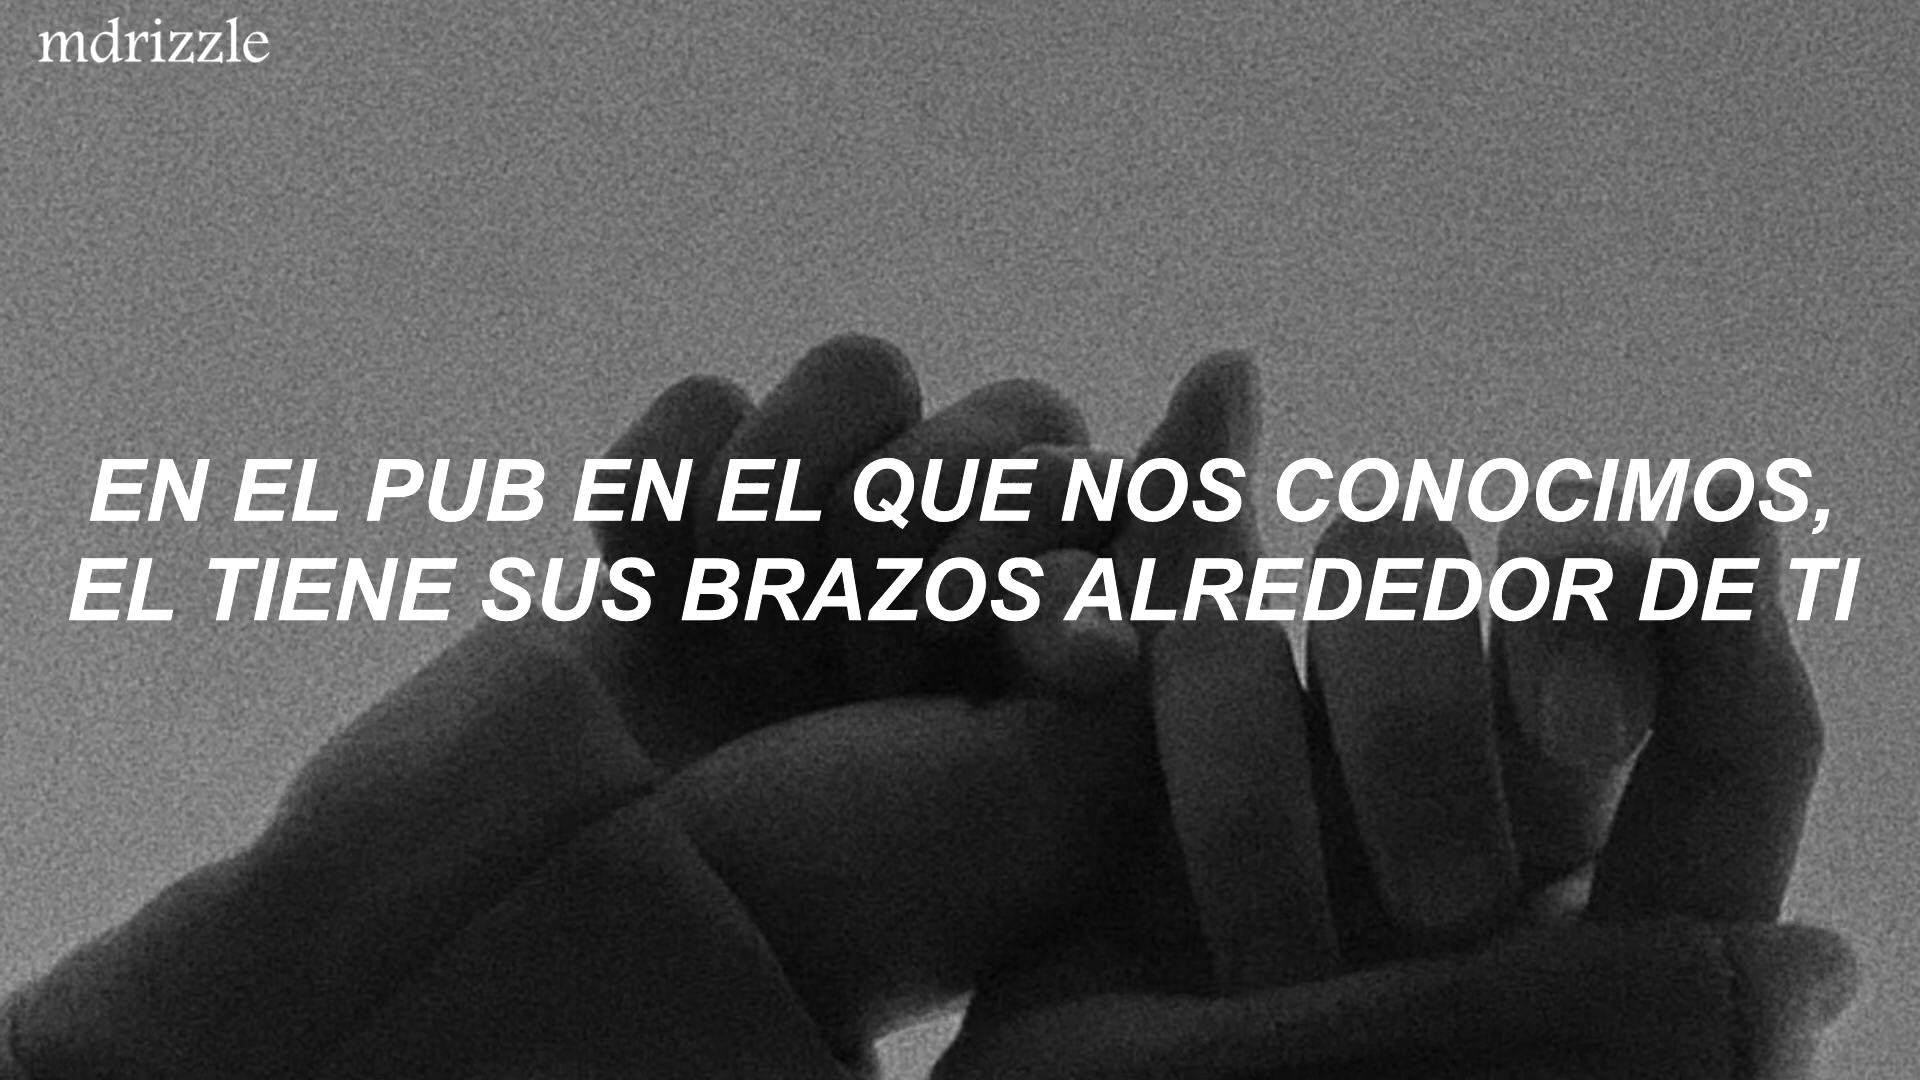 mdrizzle
EN EL PUB EN EL QUE NOS CONOCIMOS,
EL TIENE SUS BRAZOS ALREDEDOR DE TI